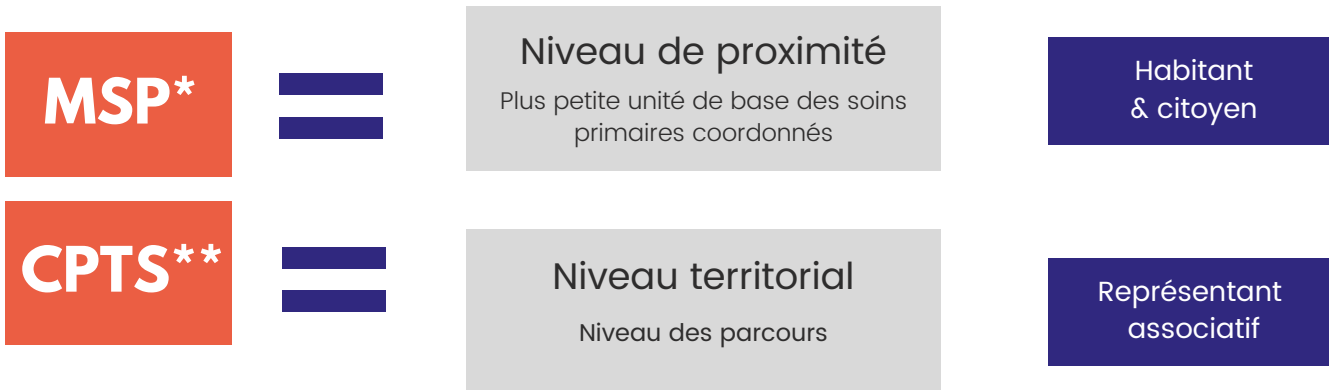 MSP*
Niveau de proximité
Plus petite unité de base des soins
primaires coordonnés
Habitant
& citoyen
CPTS**
Niveau territorial
Niveau des parcours
Représentant
associatif